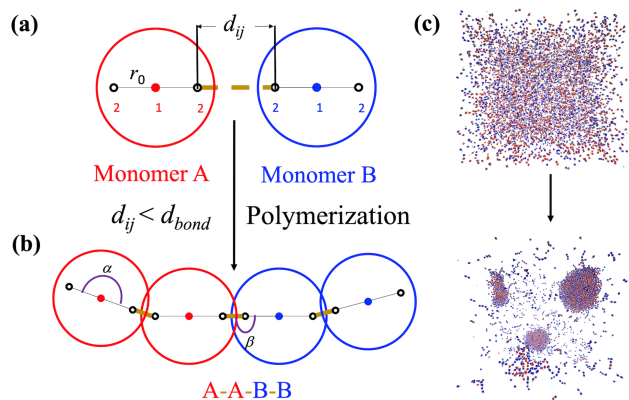 (a)
d_ij
r_0
2 1 2 2 1 2
Monomer A Monomer B
d_ij < d_bond Polymerization
(b)
α
β
A-A-B-B
(c)